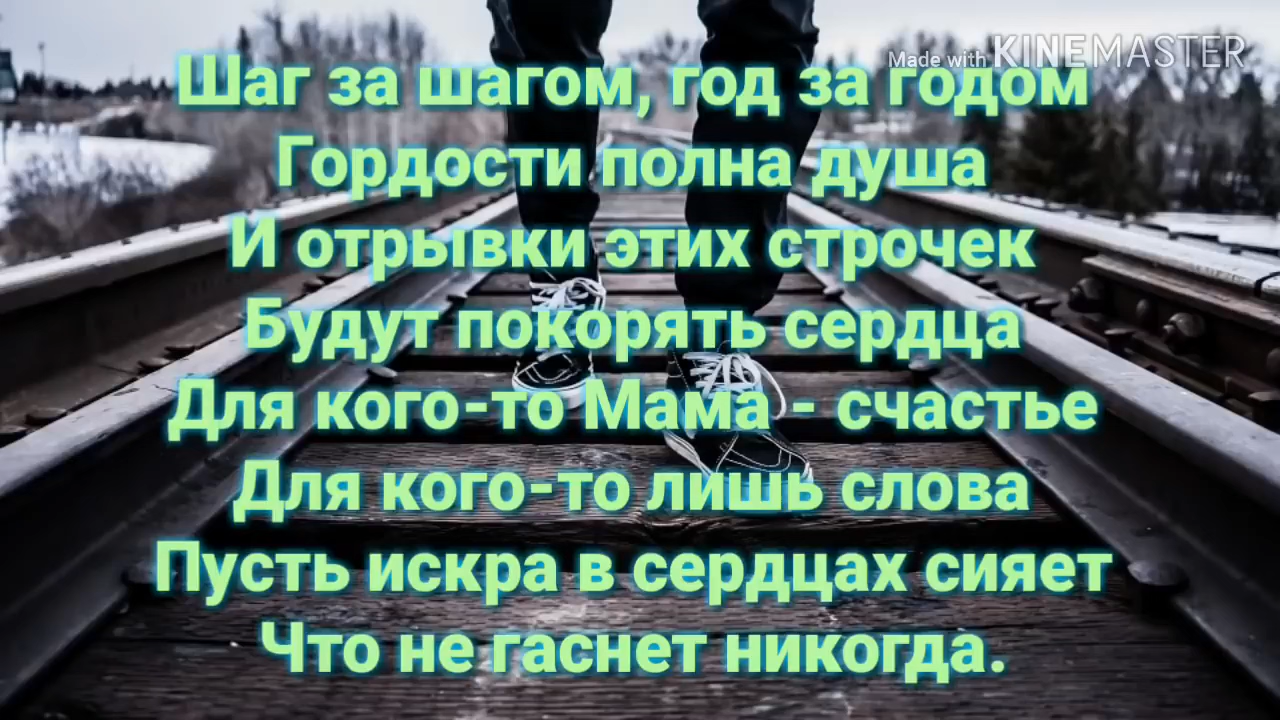 Made with KINEMASTER
Шаг за шагом, год за годом
Гордости полна душа
И отрывки этих строчек
Будут покорять сердца
Для кого-то Мама - счастье
Для кого-то лишь слова
Пусть искра в сердцах сияет
Что не гаснет никогда.